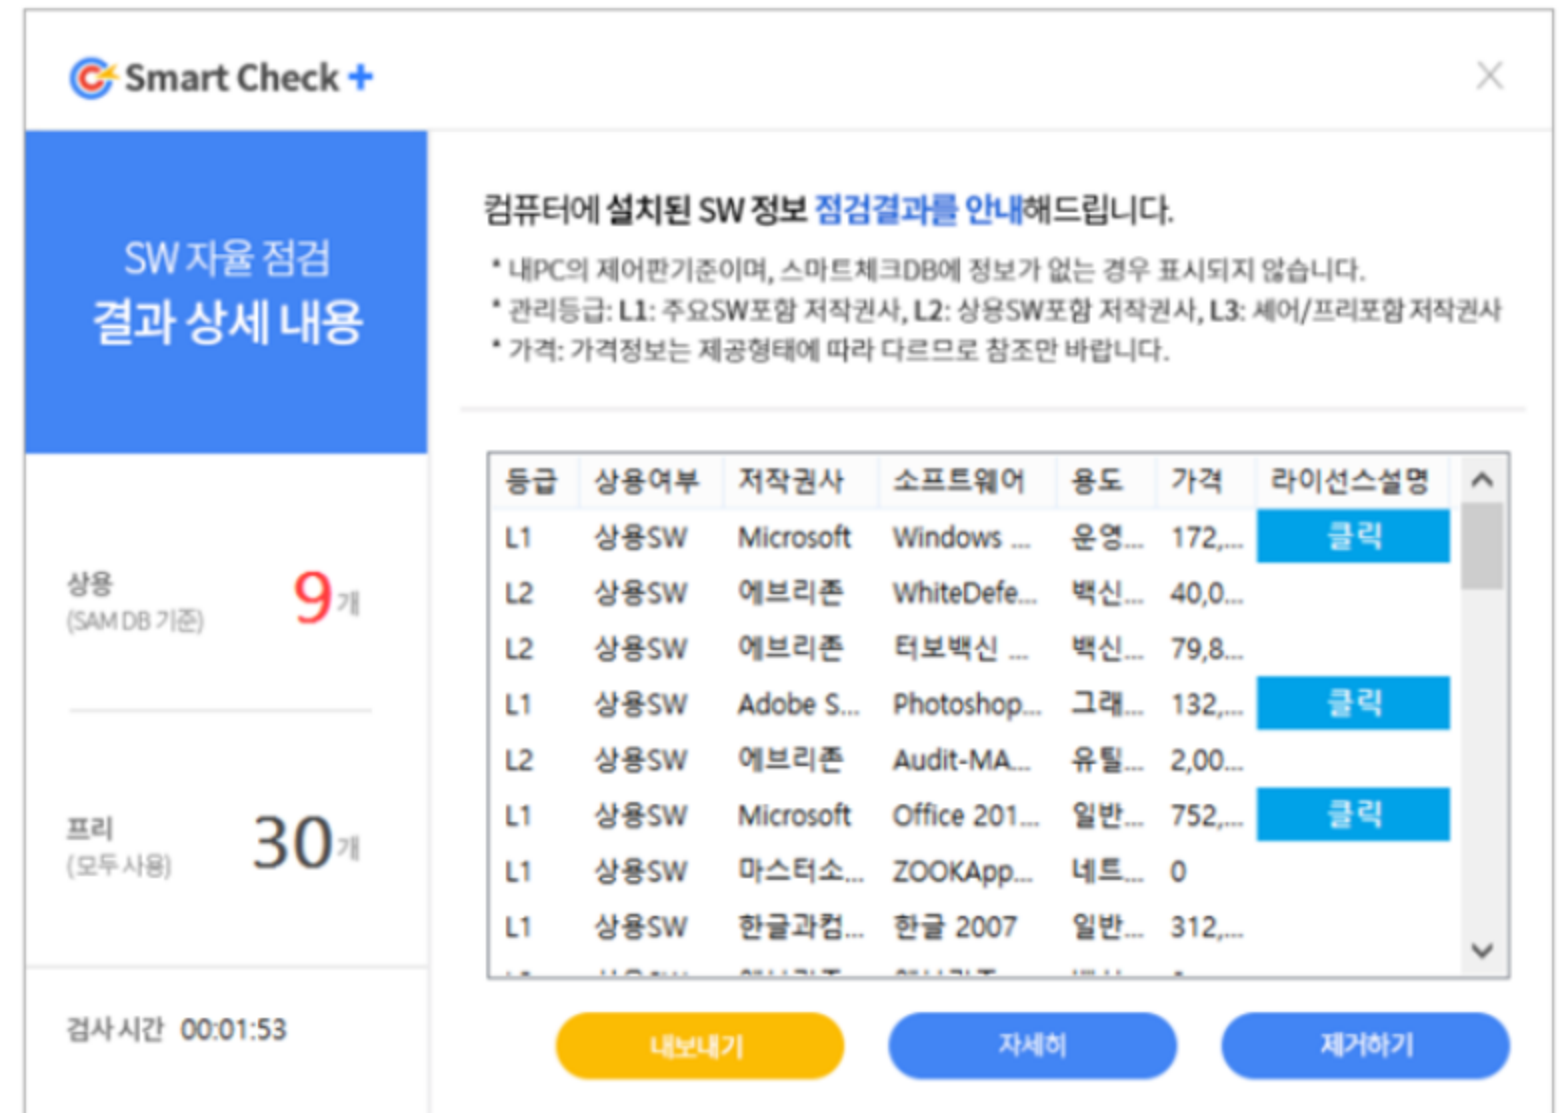 Smart Check +
SW 자율 점검
결과 상세 내용
상용
(SAM DB 기준)
9개
프리
(모두 사용)
30개
검사 시간 00:01:53
컴퓨터에 설치된 SW 정보 점검결과를 안내해드립니다.
* 내PC의 제어판기준이며, 스마트체크DB에 정보가 없는 경우 표시되지 않습니다.
* 관리등급: L1: 주요SW포함 저작권사, L2: 상용SW포함 저작권사, L3: 셰어/프리포함 저작권사
* 가격: 가격정보는 제공형태에 따라 다르므로 참조만 바랍니다.
등급 상용여부 저작권사 소프트웨어 용도 가격 라이선스설명
L1 상용SW Microsoft Windows ... 운영... 172,... 클릭
L2 상용SW 에브리존 WhiteDefe... 백신... 40,0...
L2 상용SW 에브리존 터보백신 ... 백신... 79,8...
L1 상용SW Adobe S... Photoshop... 그래... 132,... 클릭
L2 상용SW 에브리존 Audit-MA... 유틸... 2,00...
L1 상용SW Microsoft Office 201... 일반... 752,... 클릭
L1 상용SW 마스터소... ZOOKApp... 네트... 0
L1 상용SW 한글과컴... 한글 2007 일반... 312,...
내보내기 자세히 제거하기